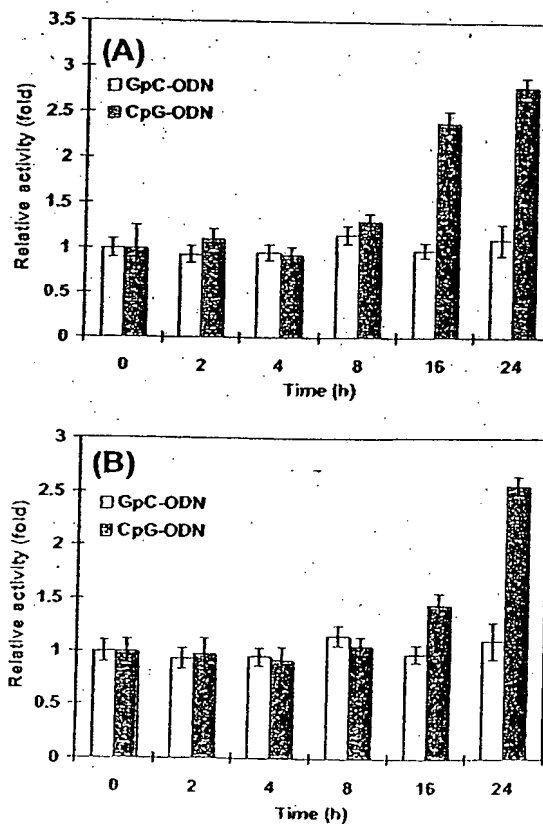 (A)
GpC-ODN
CpG-ODN
Relative activity (fold)
3.5
3
2.5
2
1.5
1
0.5
0
0 2 4 8 16 24
Time (h)
(B)
GpC-ODN
CpG-ODN
Relative activity (fold)
3
2.5
2
1.5
1
0.5
0
0 2 4 8 16 24
Time (h)